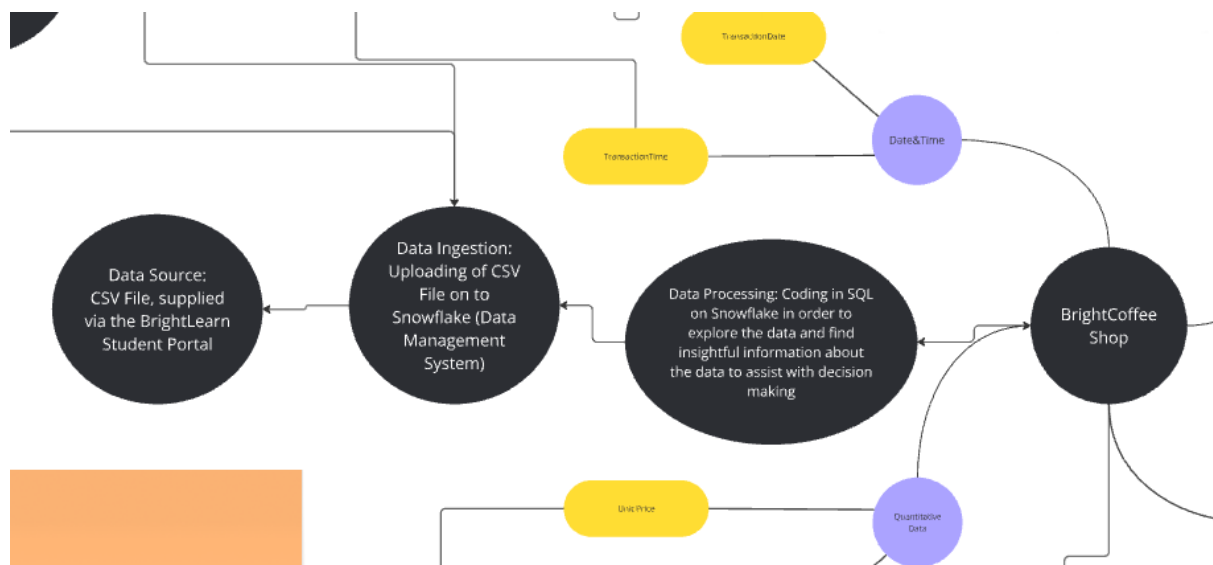 TransactionDate
Date&Time
TransactionTime
Data Source:
CSV File, supplied
via the BrightLearn
Student Portal
Data Ingestion:
Uploading of CSV
File on to
Snowflake (Data
Management
System)
Data Processing: Coding in SQL
on Snowflake in order to
explore the data and find
insightful information about
the data to assist with decision
making
BrightCoffee
Shop
Unit Price
Quantitative
Data